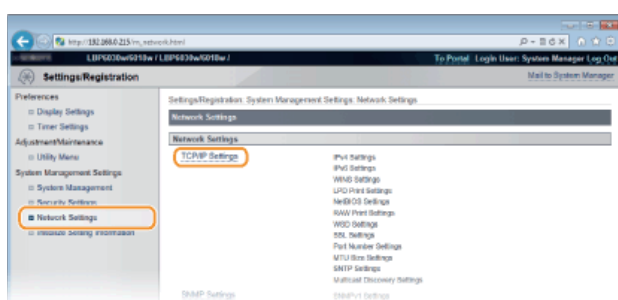 http://192.168.0.215/m_network.html
LBP6030w/6018w / LBP6030w/6018w /
To Portal Login User: System Manager Log Out
Settings/Registration
Mail to System Manager
Preferences
Display Settings
Timer Settings
Adjustment/Maintenance
Utility Menu
System Management Settings
System Management
Security Settings
Network Settings
Initialize Setting Information
Settings/Registration: System Management Settings: Network Settings
Network Settings
Network Settings
TCP/IP Settings
IPv4 Settings
IPv6 Settings
WINS Settings
LPD Print Settings
NetBIOS Settings
RAW Print Settings
WSD Settings
SSL Settings
Port Number Settings
MTU Size Settings
SNTP Settings
Multicast Discovery Settings
SNMP Settings
SNMPv1 Settings